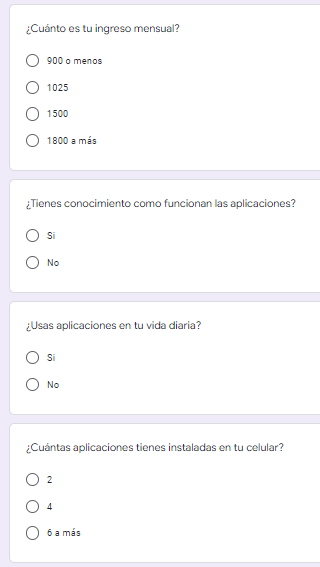 ¿Cuánto es tu ingreso mensual?
900 o menos
1025
1500
1800 a más
¿Tienes conocimiento como funcionan las aplicaciones?
Si
No
¿Usas aplicaciones en tu vida diaria?
Si
No
¿Cuántas aplicaciones tienes instaladas en tu celular?
2
4
6 a más